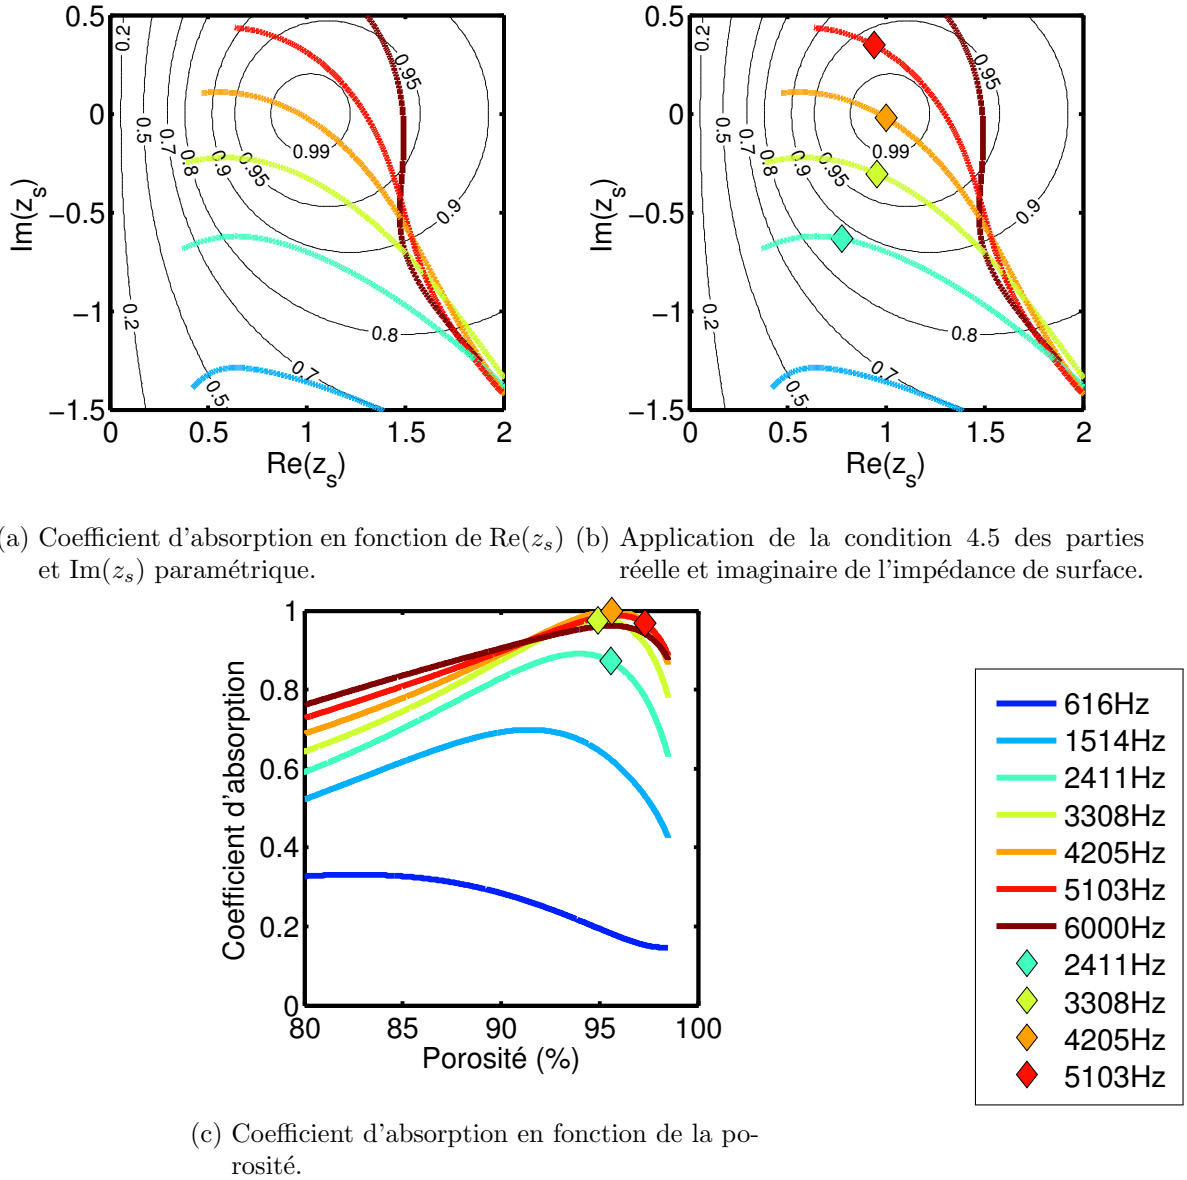 0.5
0
−0.5
−1
−1.5
Im(z_s)
0 0.5 1 1.5 2
Re(z_s)
0.2
0.5
0.7
0.8
0.9
0.95
0.99
0.95
0.9
0.8
0.7
0.5
0.2
0.5
0
−0.5
−1
−1.5
Im(z_s)
0 0.5 1 1.5 2
Re(z_s)
0.2
0.5
0.7
0.8
0.9
0.95
0.99
0.95
0.9
0.8
0.7
0.5
0.2
a) Coefficient d'absorption en fonction de Re(z_s)
et Im(z_s) paramétrique.
(b) Application de la condition 4.5 des parties
réelle et imaginaire de l'impédance de surface.
1
0.8
0.6
0.4
0.2
0
Coefficient d'absorption
80 85 90 95 100
Porosité (%)
616Hz
1514Hz
2411Hz
3308Hz
4205Hz
5103Hz
6000Hz
2411Hz
3308Hz
4205Hz
5103Hz
(c) Coefficient d'absorption en fonction de la po-
rosité.